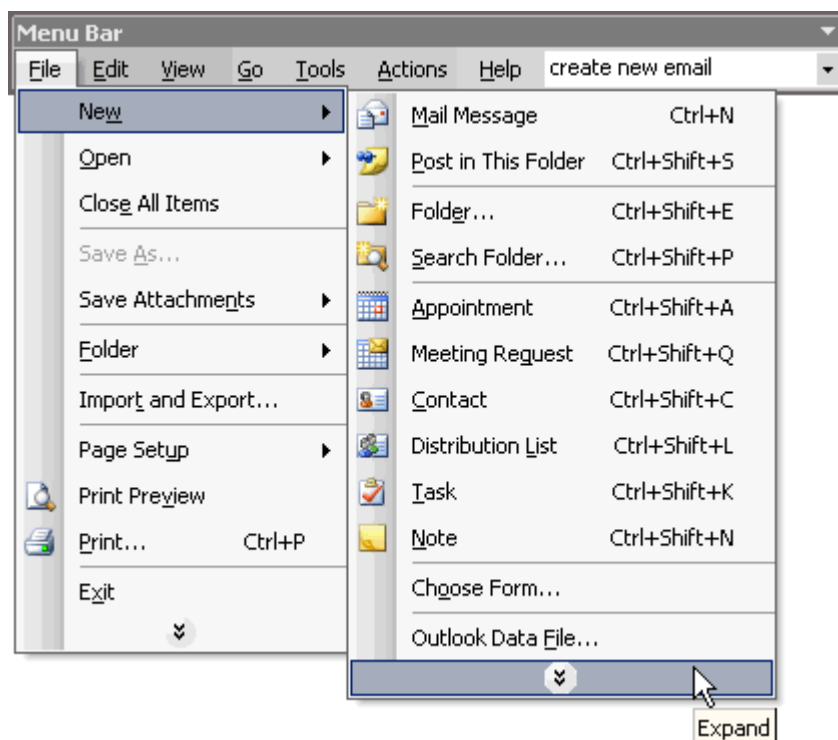 Menu Bar
File Edit View Go Tools Actions Help create new email
New
Open
Close All Items
Save As...
Save Attachments
Folder
Import and Export...
Page Setup
Print Preview
Print... Ctrl+P
Exit
Mail Message Ctrl+N
Post in This Folder Ctrl+Shift+S
Folder... Ctrl+Shift+E
Search Folder... Ctrl+Shift+P
Appointment Ctrl+Shift+A
Meeting Request Ctrl+Shift+Q
Contact Ctrl+Shift+C
Distribution List Ctrl+Shift+L
Task Ctrl+Shift+K
Note Ctrl+Shift+N
Choose Form...
Outlook Data File...
Expand